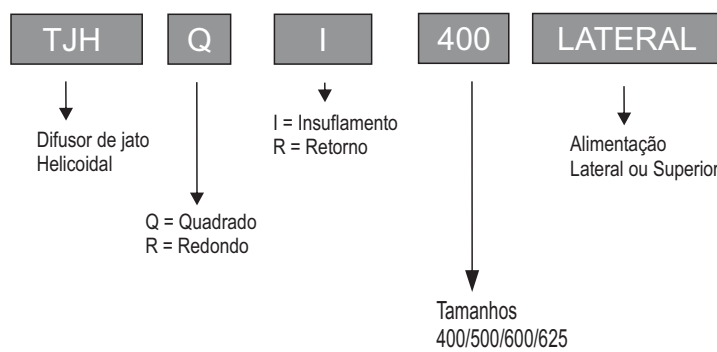 TJH Q I 400 LATERAL
Difusor de jato
Helicoidal
Q = Quadrado
R = Redondo
I = Insuflamento
R = Retorno
Tamanhos
400/500/600/625
Alimentação
Lateral ou Superior